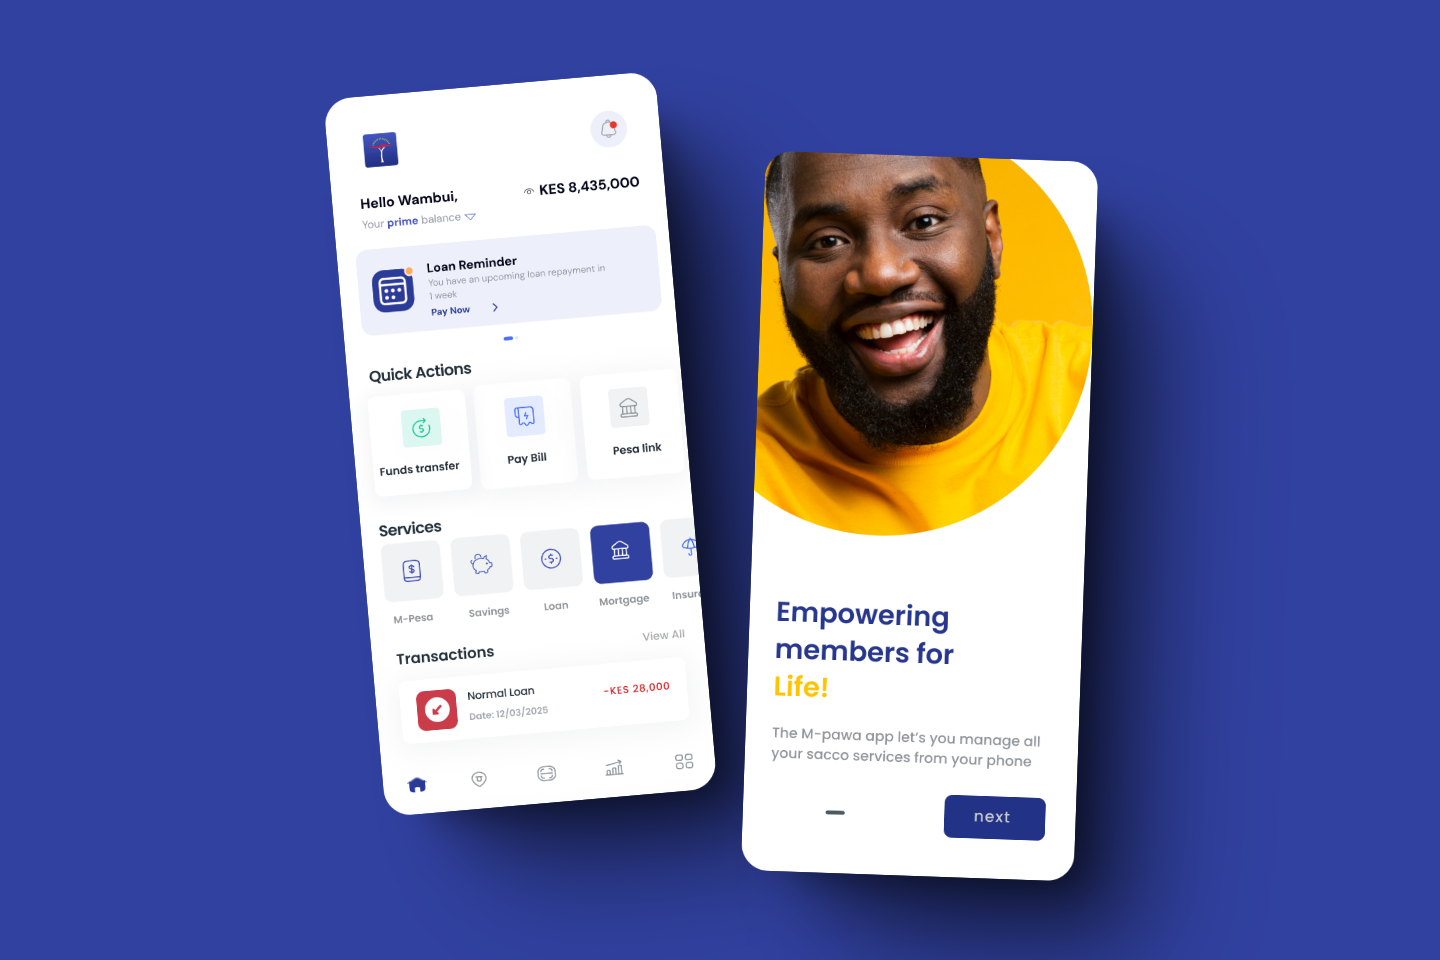 Hello Wambui,
KES 8,435,000
Your prime balance
Loan Reminder
You have an upcoming loan repayment in
1 week
Pay Now
Quick Actions
Funds transfer
Pay Bill
Pesa link
Services
M-Pesa
Savings
Loan
Mortgage
Insur
View All
Transactions
Normal Loan
-KES 28,000
Date: 12/03/2025
Empowering
members for
Life!
The M-pawa app let's you manage all
your sacco services from your phone
next